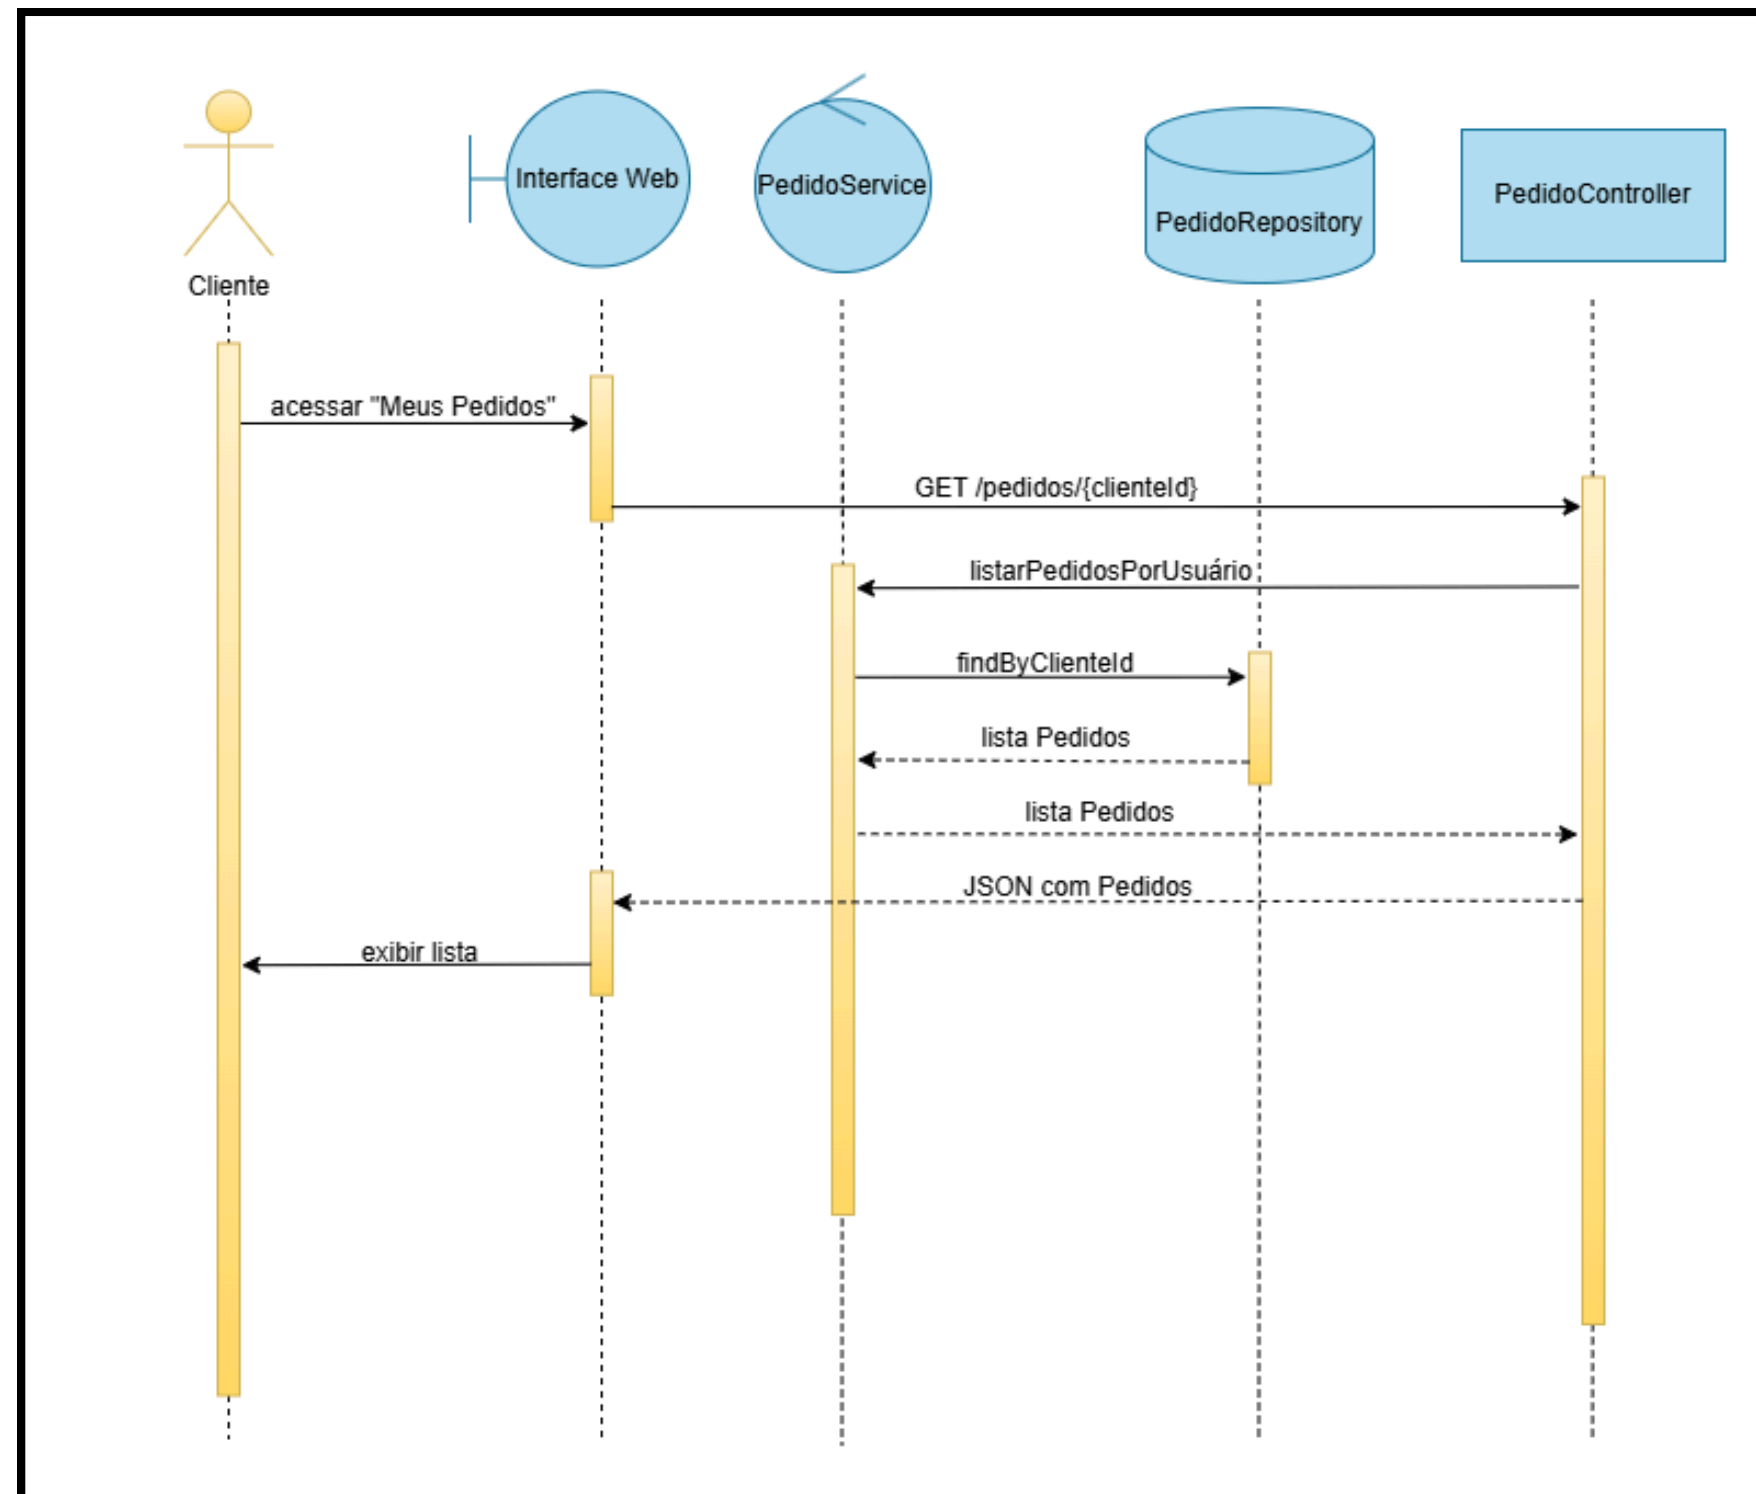 Cliente
Interface Web
PedidoService
PedidoRepository
PedidoController
acessar "Meus Pedidos"
GET /pedidos/{clienteId}
listarPedidosPorUsuário
findByClienteId
lista Pedidos
lista Pedidos
JSON com Pedidos
exibir lista